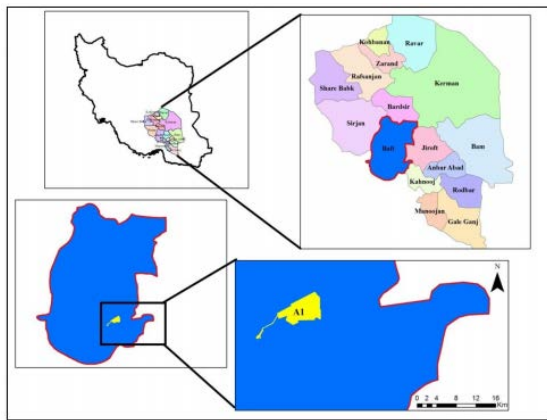 Kohbanan
Ravar
Zarand
Rafsanjan
Share Babk
Kerman
Bardsir
Sirjan
Baft
Jiroft
Bam
Anbar Abad
Kahnooj
Rodbar
Manoojan
Gale Ganj
N
A1
0 2 4 8 12 16
Km